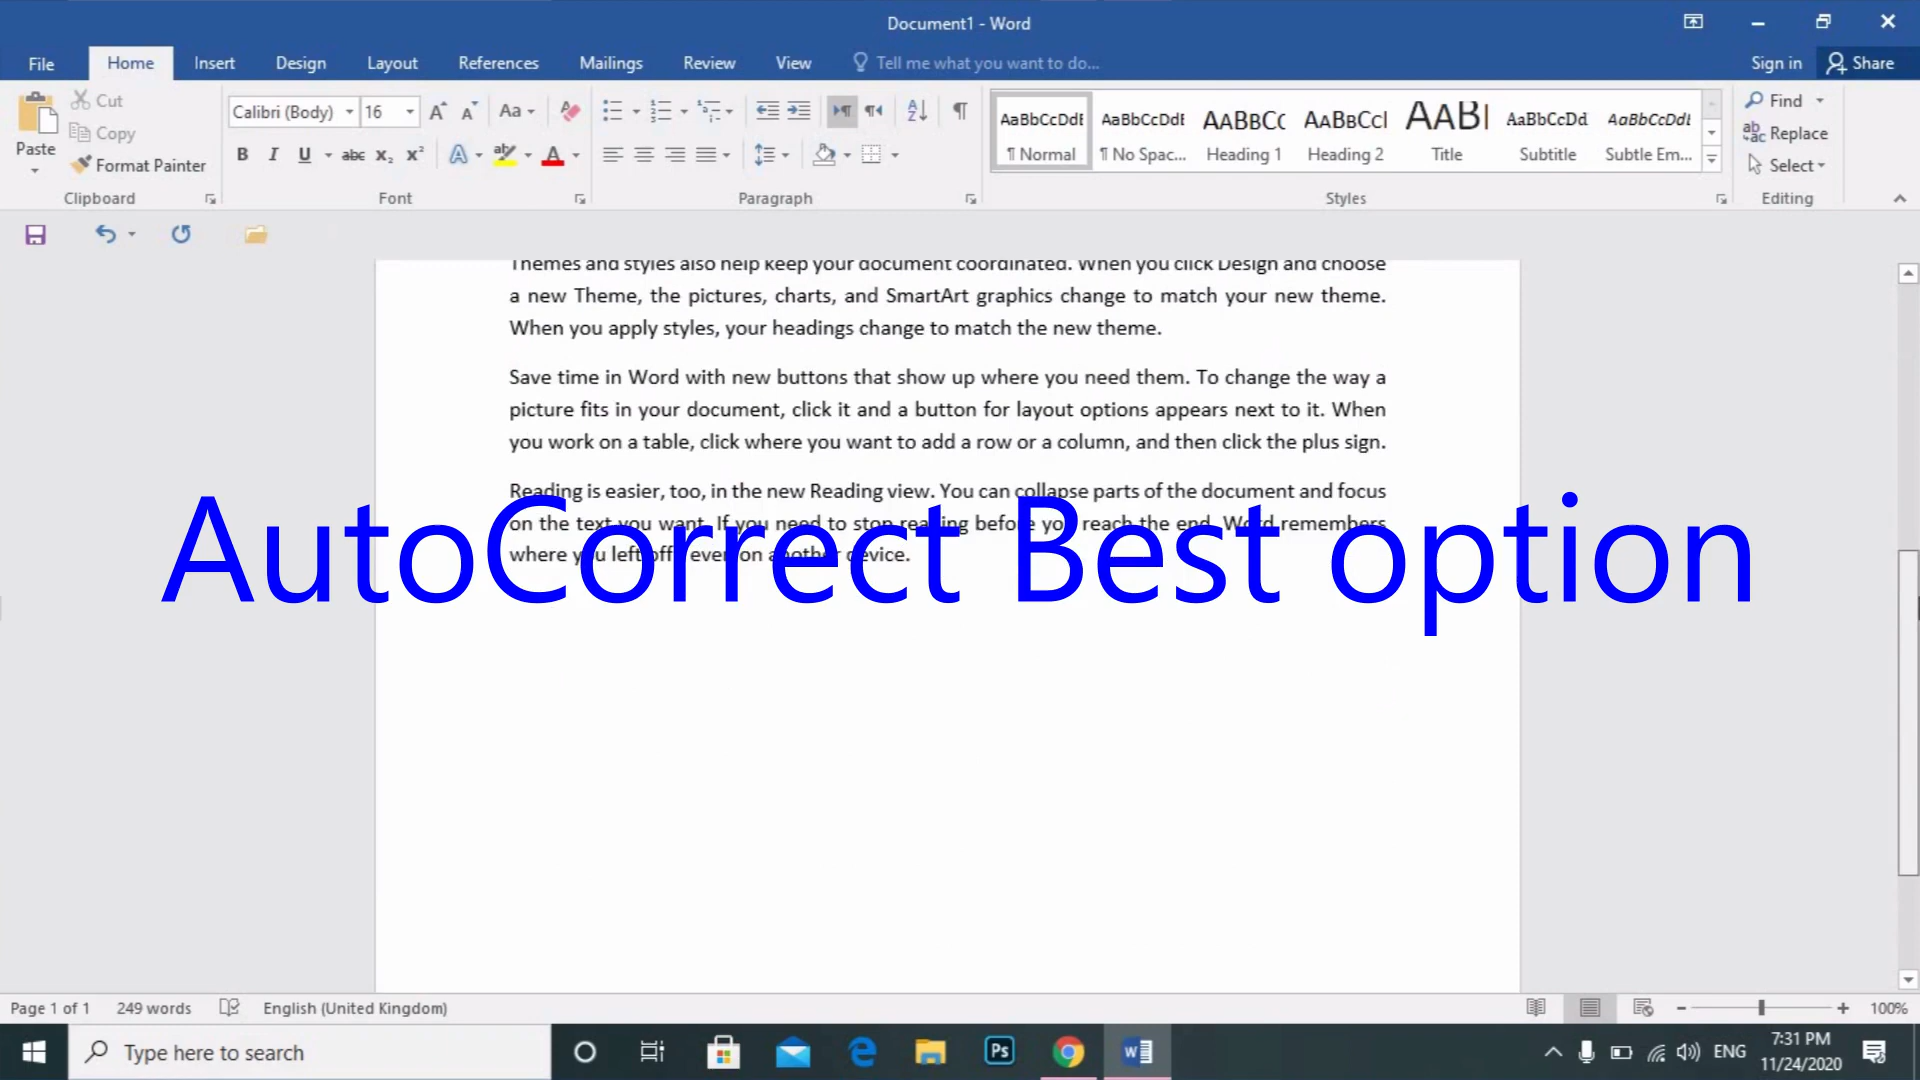 Document1 - Word
File Home Insert Design Layout References Mailings Review View Tell me what you want to do... Sign in Share
Paste
Cut
Copy
Format Painter
Clipboard
Calibri (Body) 16 Aa
B I U abc x₂ x² A aby A
Font
Paragraph
AaBbCcDdE AaBbCcDdE AaBbCc AaBbCcI AaBI AaBbCcDd AaBbCcDdE
¶ Normal ¶ No Spac... Heading 1 Heading 2 Title Subtitle Subtle Em...
Styles
Find
Replace
Select
Editing
Themes and styles also help keep your document coordinated. When you click Design and choose
a new Theme, the pictures, charts, and SmartArt graphics change to match your new theme.
When you apply styles, your headings change to match the new theme.
Save time in Word with new buttons that show up where you need them. To change the way a
picture fits in your document, click it and a button for layout options appears next to it. When
you work on a table, click where you want to add a row or a column, and then click the plus sign.
Reading is easier, too, in the new Reading view. You can collapse parts of the document and focus
on the text you want. If you need to stop reading before you reach the end, Word remembers
where you left off - even on another device.
AutoCorrect Best option
Page 1 of 1 249 words English (United Kingdom) 100%
Type here to search Ps ENG
7:31 PM
11/24/2020